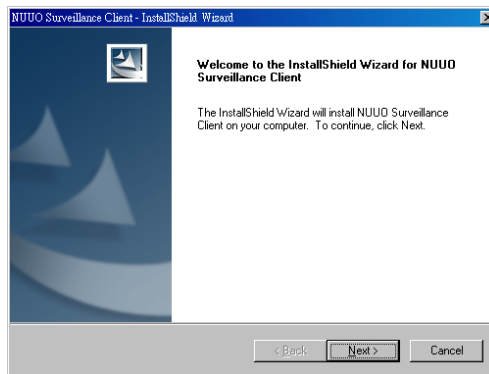 NUUO Surveillance Client - InstallShield Wizard
Welcome to the InstallShield Wizard for NUUO
Surveillance Client
The InstallShield Wizard will install NUUO Surveillance
Client on your computer. To continue, click Next.
< Back
Next >
Cancel